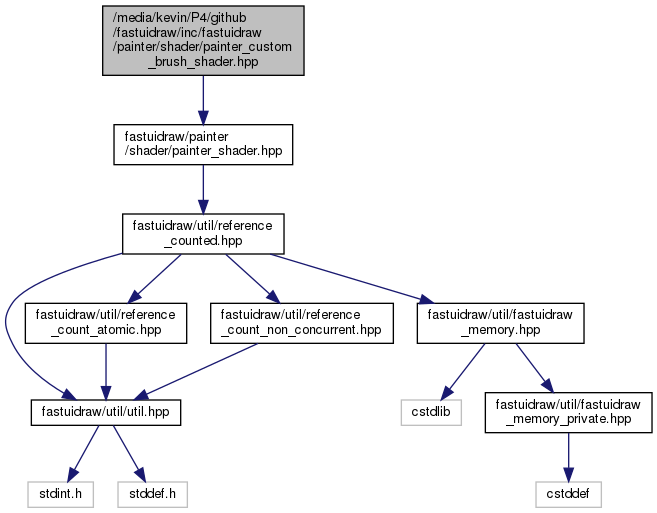 /media/kevin/P4/github
/fastuidraw/inc/fastuidraw
/painter/shader/painter_custom
_brush_shader.hpp
fastuidraw/painter
/shader/painter_shader.hpp
fastuidraw/util/reference
_counted.hpp
fastuidraw/util/reference
_count_atomic.hpp
fastuidraw/util/reference
_count_non_concurrent.hpp
fastuidraw/util/fastuidraw
_memory.hpp
fastuidraw/util/util.hpp
cstdlib
fastuidraw/util/fastuidraw
_memory_private.hpp
stdint.h
stddef.h
cstddef